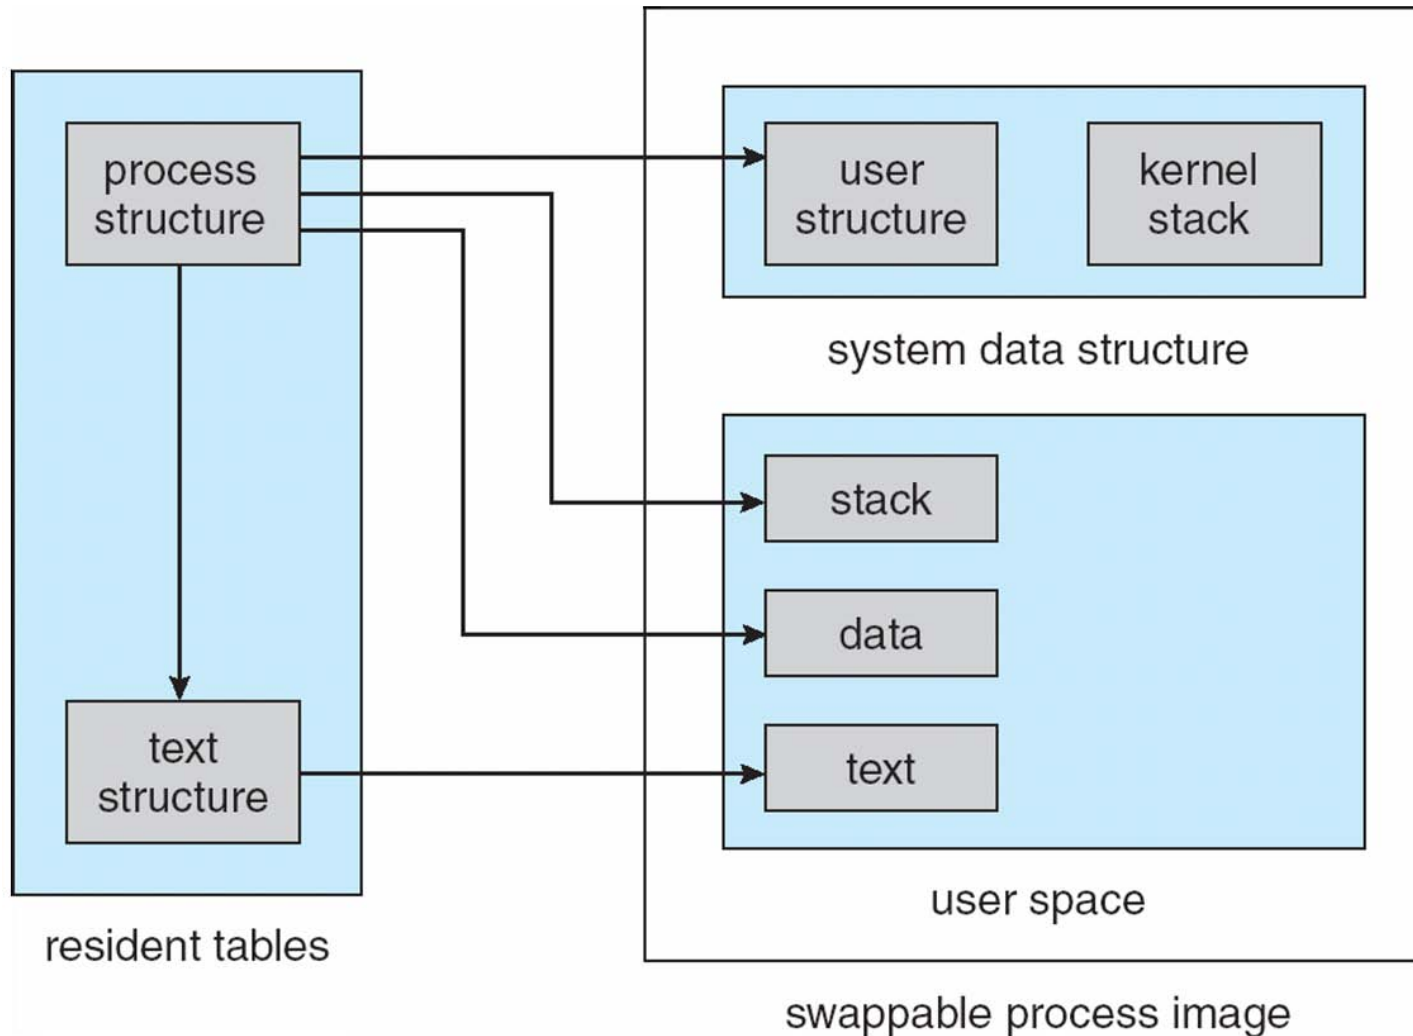 process
structure
text
structure
resident tables
user
structure
kernel
stack
system data structure
stack
data
text
user space
swappable process image